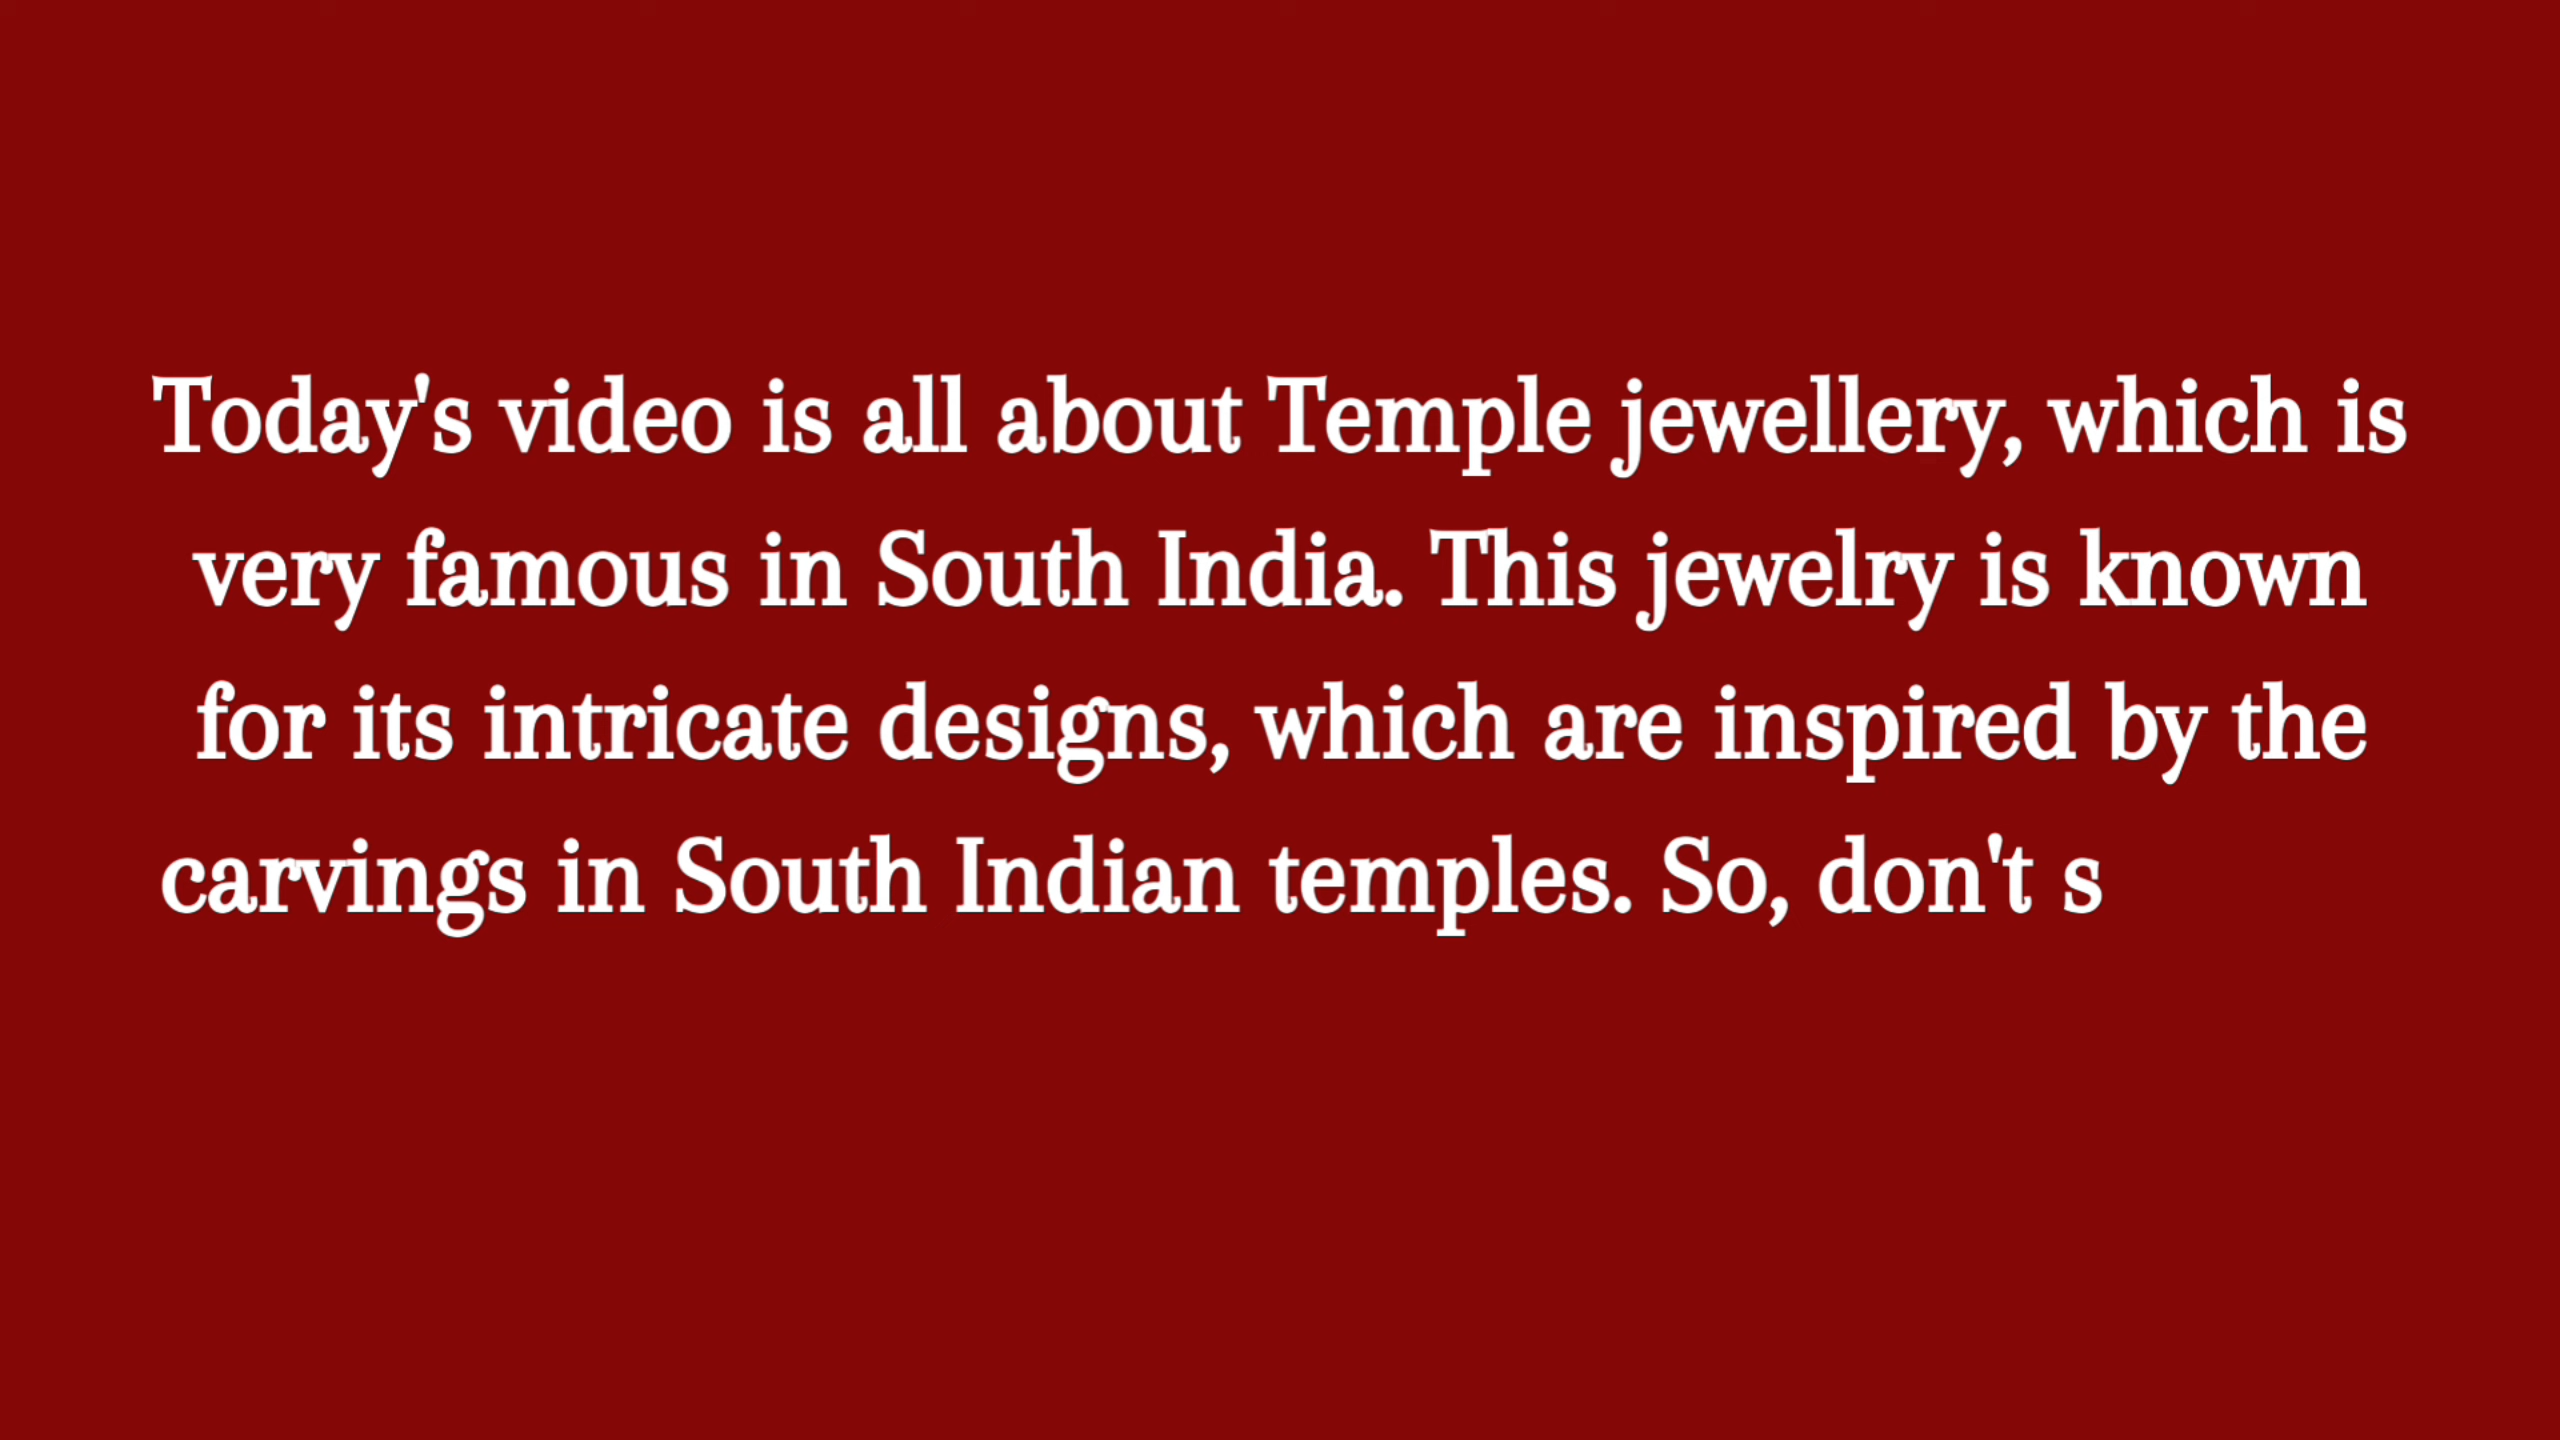 Today's video is all about Temple jewellery, which is
very famous in South India. This jewelry is known
for its intricate designs, which are inspired by the
carvings in South Indian temples. So, don't s